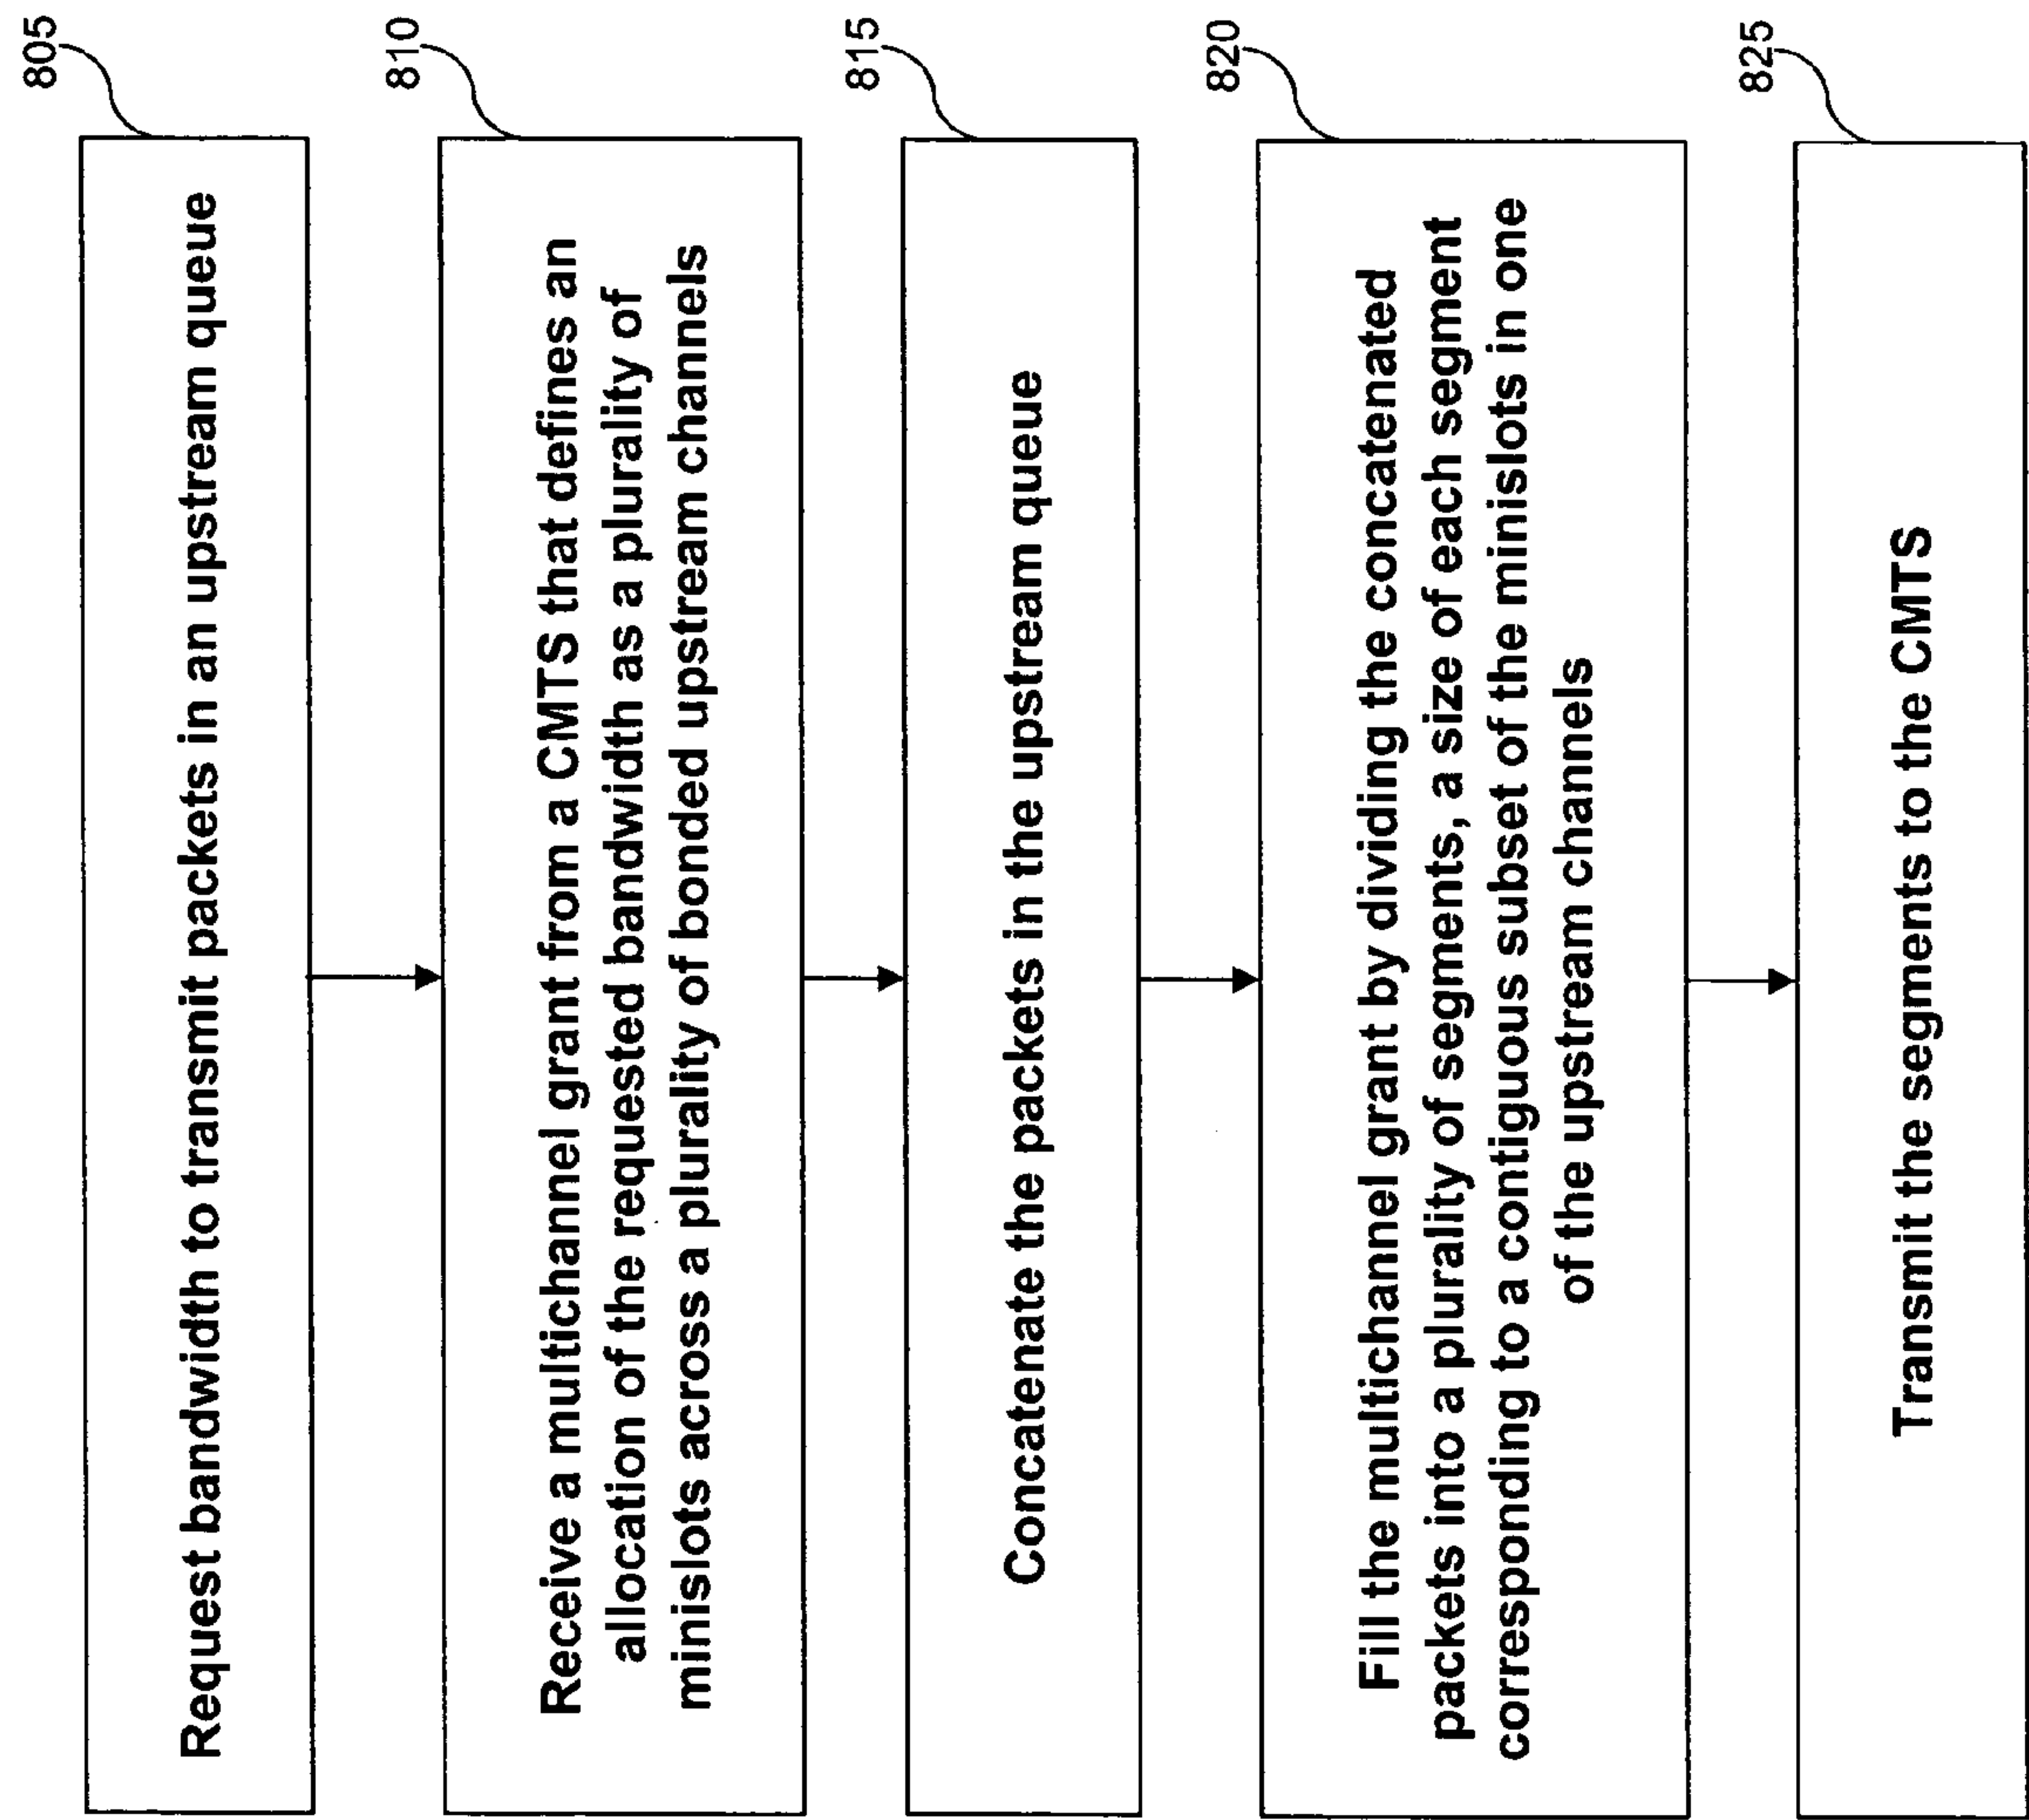 805
Request bandwidth to transmit packets in an upstream queue
810
Receive a multichannel grant from a CMTS that defines an
allocation of the requested bandwidth as a plurality of
minislots across a plurality of bonded upstream channels
815
Concatenate the packets in the upstream queue
820
Fill the multichannel grant by dividing the concatenated
packets into a plurality of segments, a size of each segment
corresponding to a contiguous subset of the minislots in one
of the upstream channels
825
Transmit the segments to the CMTS